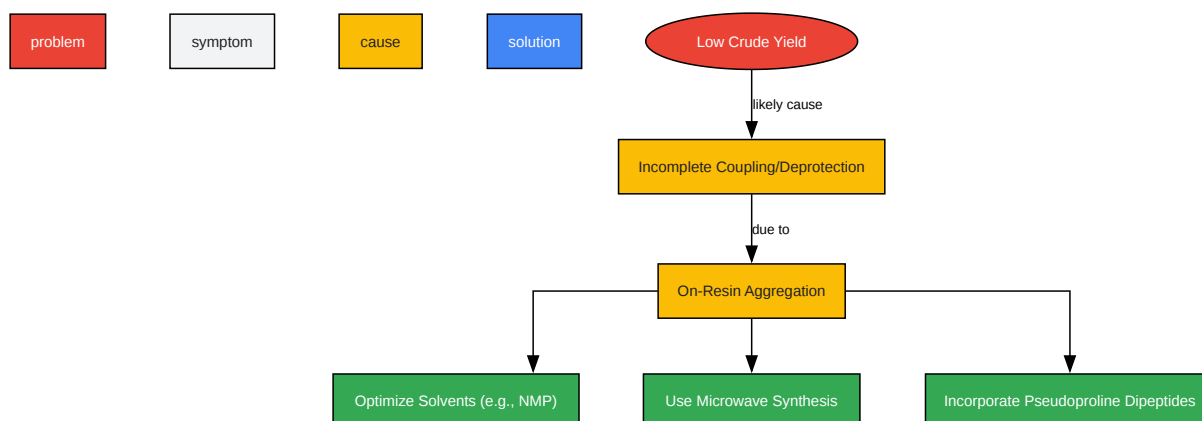 problem
symptom
cause
solution
Low Crude Yield
likely cause
Incomplete Coupling/Deprotection
due to
On-Resin Aggregation
Optimize Solvents (e.g., NMP)
Use Microwave Synthesis
Incorporate Pseudoproline Dipeptides